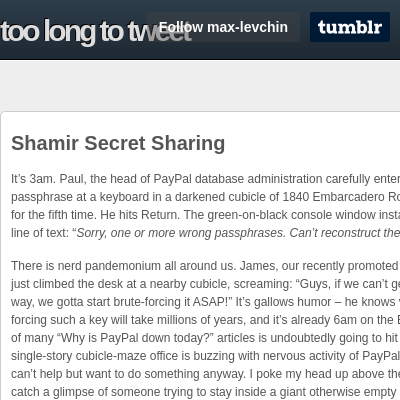 too long to tweet
Follow max-levchin
tumblr.
Shamir Secret Sharing
It's 3am. Paul, the head of PayPal database administration carefully enter
passphrase at a keyboard in a darkened cubicle of 1840 Embarcadero Ro
for the fifth time. He hits Return. The green-on-black console window insta
line of text: “Sorry, one or more wrong passphrases. Can't reconstruct the
There is nerd pandemonium all around us. James, our recently promoted
just climbed the desk at a nearby cubicle, screaming: “Guys, if we can't ge
way, we gotta start brute-forcing it ASAP!” It's gallows humor – he knows
forcing such a key will take millions of years, and it's already 6am on the E
of many “Why is PayPal down today?” articles is undoubtedly going to hit
single-story cubicle-maze office is buzzing with nervous activity of PayPal
can't help but want to do something anyway. I poke my head up above the
catch a glimpse of someone trying to stay inside a giant otherwise empty